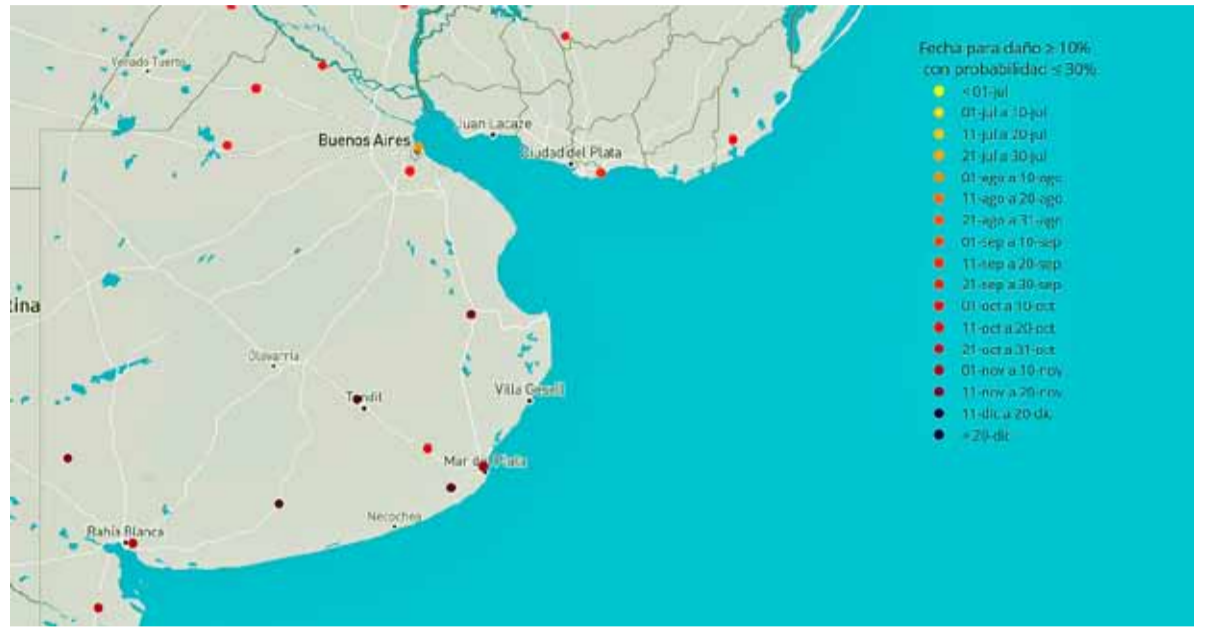 Venado Tuerto
Buenos Aires
Juan Lacaze
Ciudad del Plata
tina
Olavarría
Tandil
Villa Gesell
Mar del Plata
Necochea
Bahía Blanca
Fecha para daño ≥ 10%
con probabilidad ≤ 30%
<01-jul
01-jul a 10-jul
11-jul a 20-jul
21-jul a 30-jul
01-ago a 10-ago
11-ago a 20-ago
21-ago a 31-ago
01-sep a 10-sep
11-sep a 20-sep
21-sep a 30-sep
01-oct a 10-oct
11-oct a 20-oct
21-oct a 31-oct
01-nov a 10-nov
11-nov a 20-nov
11-dic a 20-dic
20-dic